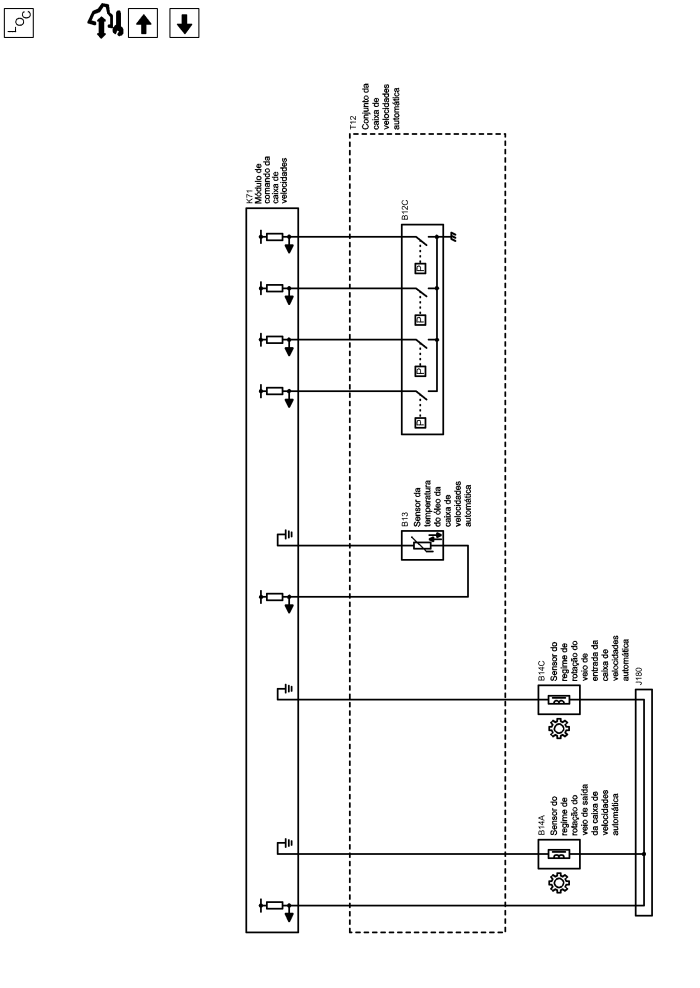 LOC
T12
Conjunto da
caixa de
velocidades
automática
K71
Módulo de
comando da
caixa de
velocidades
B12C
P
P
P
P
B13
Sensor da
temperatura
do óleo da
caixa de
velocidades
automática
B14C
Sensor do
regime de
rotação do
veio de
entrada da
caixa de
velocidades
automática
J180
B14A
Sensor do
regime de
rotação do
veio de saída
da caixa de
velocidades
automática